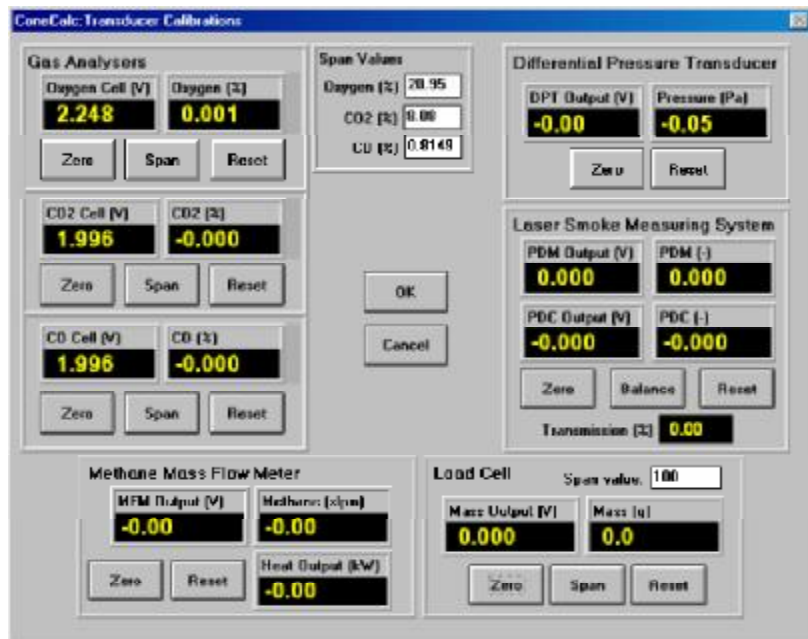 ConeCalc: Transducer Calibrations
Gas Analysers
Oxygen Cell (V)
Oxygen (%)
2.248
0.001
Zero
Span
Reset
CO2 Cell (V)
CO2 (%)
1.996
-0.000
Zero
Span
Reset
CO Cell (V)
CO (%)
1.996
-0.000
Zero
Span
Reset
Span Values
Oxygen (%)
20.95
CO2 (%)
CO (%)
0.8149
OK
Cancel
Differential Pressure Transducer
DPT Output (V)
Pressure (Pa)
-0.00
-0.05
Zero
Reset
Laser Smoke Measuring System
PDM Output (V)
PDM (-)
0.000
0.000
PDC Output (V)
PDC (-)
-0.000
-0.000
Zero
Balance
Reset
Transmission (%)
0.00
Methane Mass Flow Meter
MFM Output (V)
Methane (slpm)
-0.00
-0.00
Zero
Reset
Heat Output (kW)
-0.00
Load Cell
Span value:
100
Mass Output (V)
Mass (g)
0.000
0.0
Zero
Span
Reset